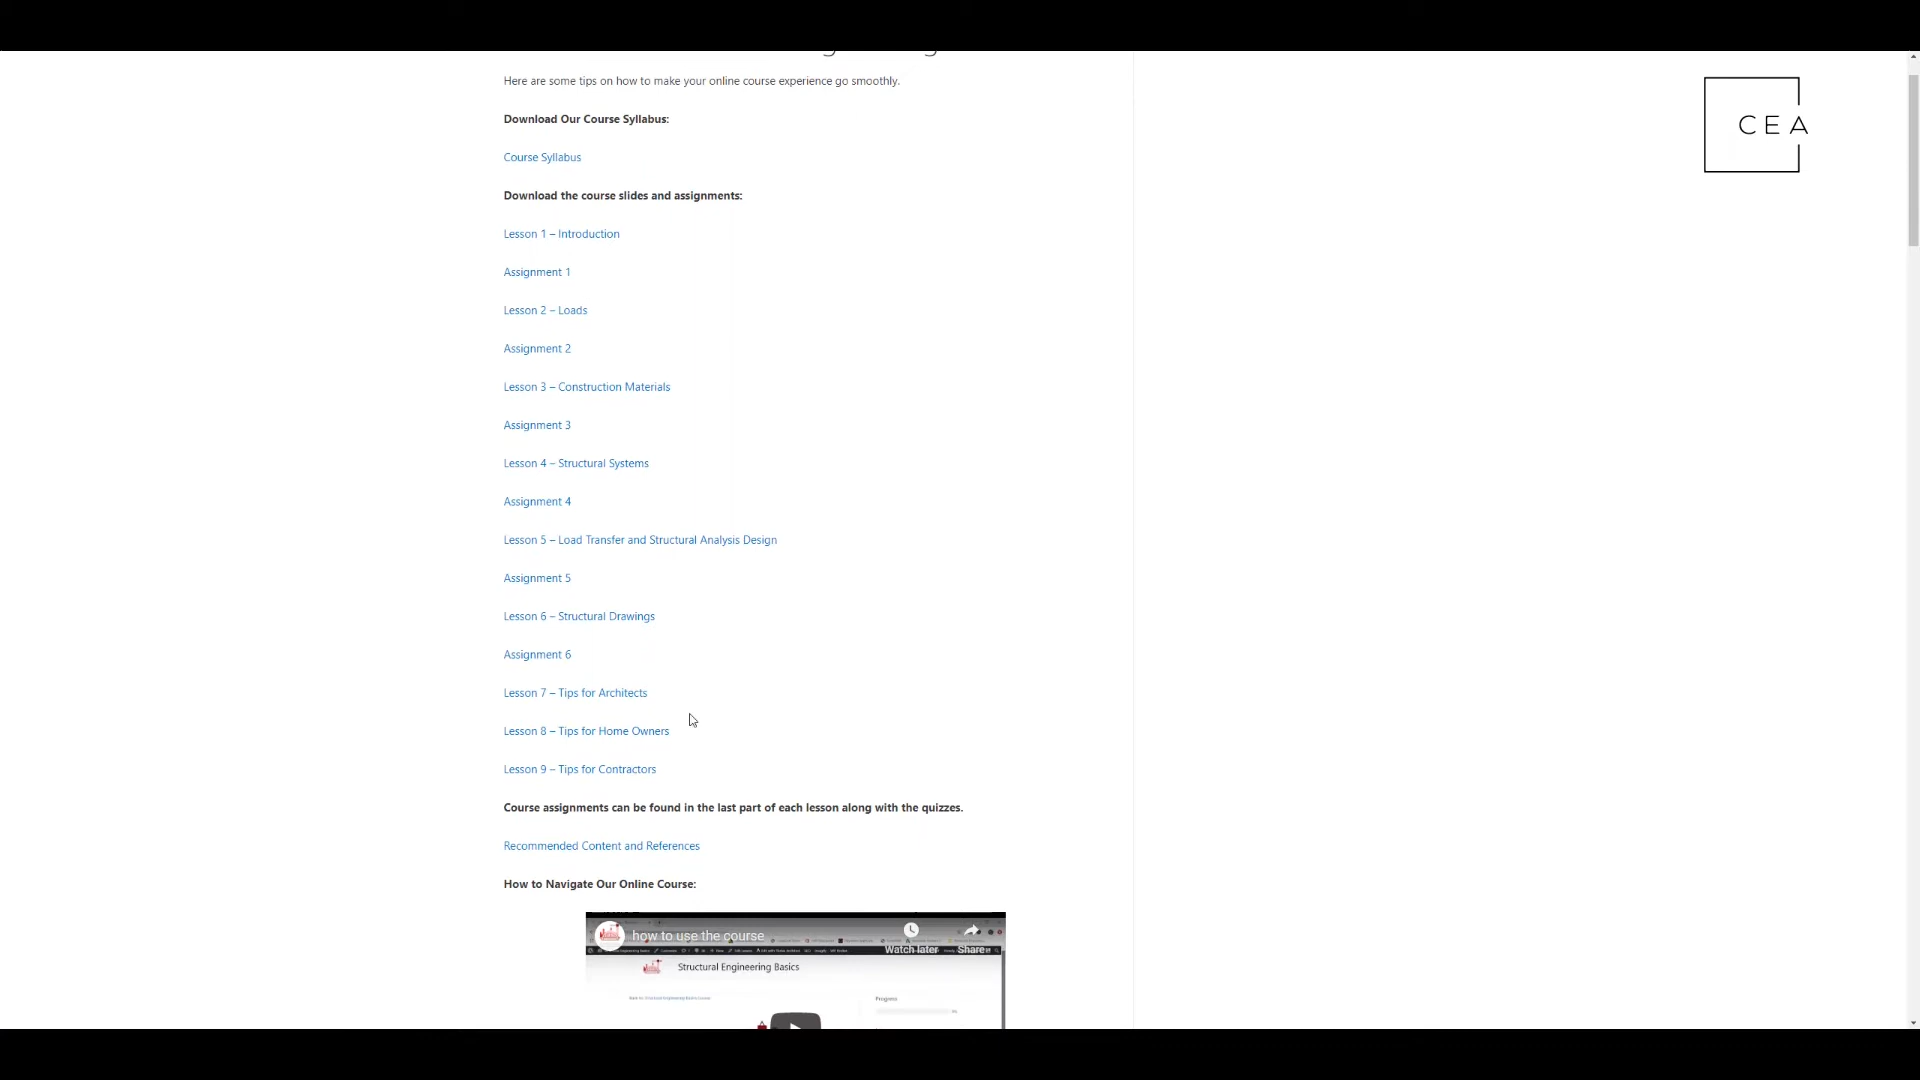 Here are some tips on how to make your online course experience go smoothly.
CEA
Download Our Course Syllabus:
Course Syllabus
Download the course slides and assignments:
Lesson 1 – Introduction
Assignment 1
Lesson 2 – Loads
Assignment 2
Lesson 3 – Construction Materials
Assignment 3
Lesson 4 – Structural Systems
Assignment 4
Lesson 5 – Load Transfer and Structural Analysis Design
Assignment 5
Lesson 6 – Structural Drawings
Assignment 6
Lesson 7 – Tips for Architects
Lesson 8 – Tips for Home Owners
Lesson 9 – Tips for Contractors
Course assignments can be found in the last part of each lesson along with the quizzes.
Recommended Content and References
How to Navigate Our Online Course:
how to use the course
Watch later
Share
Structural Engineering Basics
Progress